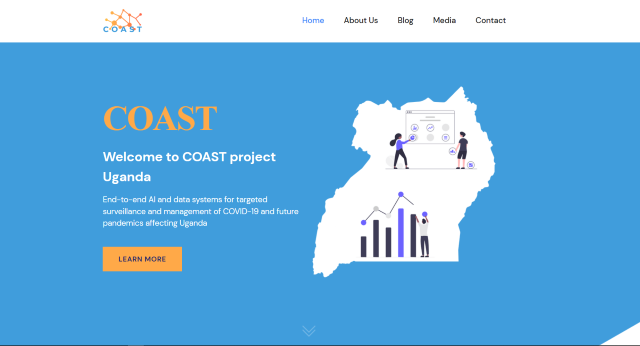 COAST
Home About Us Blog Media Contact
COAST
Welcome to COAST project
Uganda
End-to-end AI and data systems for targeted
surveillance and management of COVID-19 and future
pandemics affecting Uganda
LEARN MORE